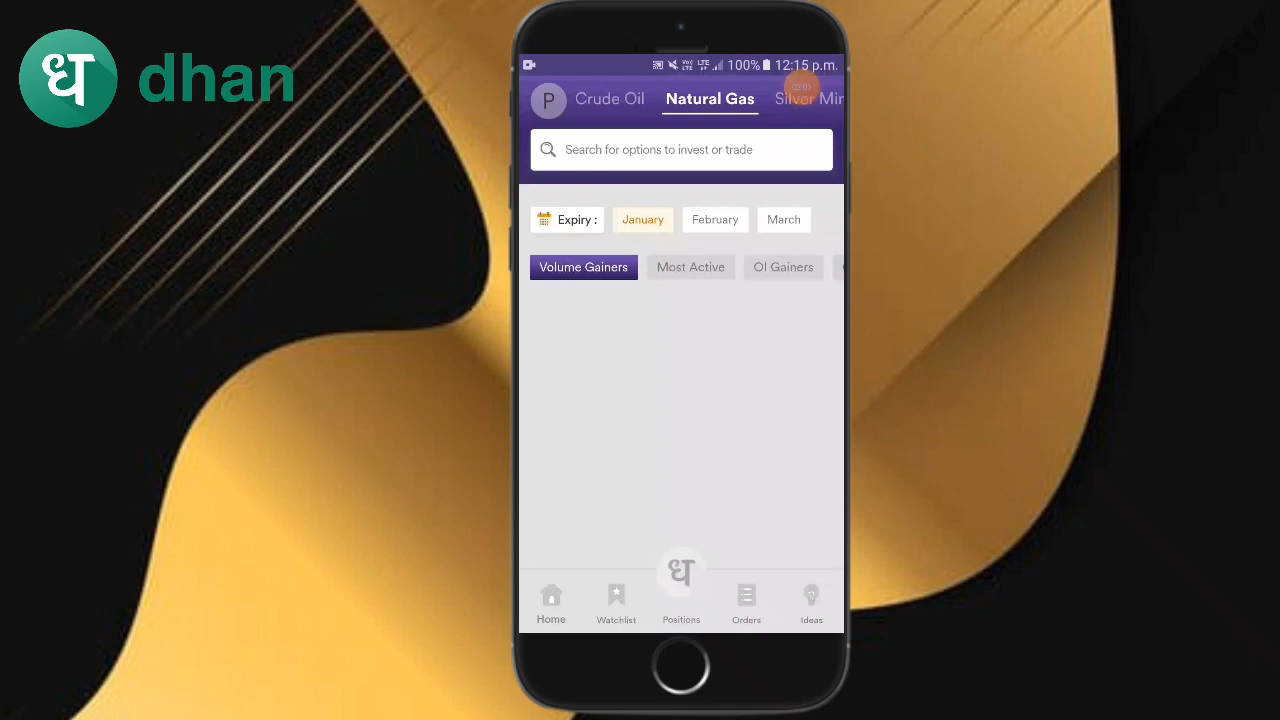 ध dhan
100% 12:15 p.m.
P Crude Oil Natural Gas Silver Min
Search for options to invest or trade
Expiry : January February March
Volume Gainers Most Active OI Gainers
ध
Home Watchlist Positions Orders Ideas